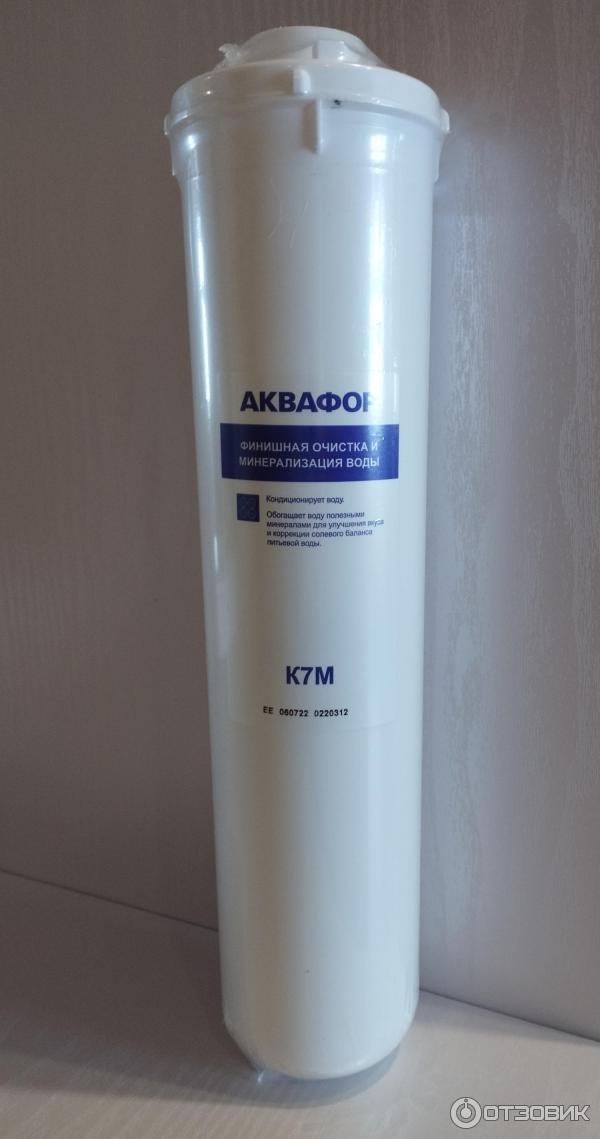 АКВАФОР
ФИНИШНАЯ ОЧИСТКА И
МИНЕРАЛИЗАЦИЯ ВОДЫ
Кондиционирует воду.
Обогащает воду полезными
минералами для улучшения вкуса
и коррекции солевого баланса
питьевой воды.
К7М
EE 060722 0220312
ОТЗОВИК